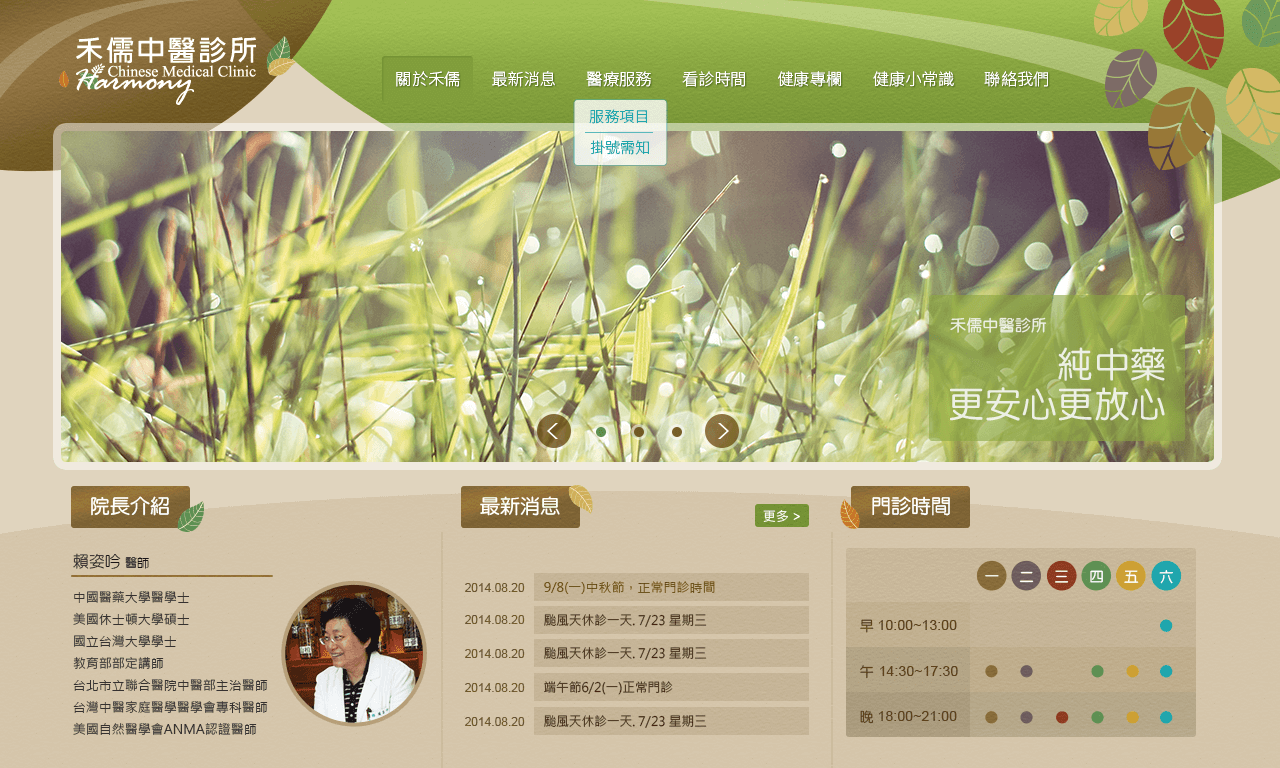 禾儒中醫診所
Chinese Medical Clinic
Harmony
關於禾儒 最新消息 醫療服務 看診時間 健康專欄 健康小常識 聯絡我們
服務項目
掛號需知
禾儒中醫診所
純中藥
更安心更放心
院長介紹
賴姿吟 醫師
中國醫藥大學醫學士
美國休士頓大學碩士
國立台灣大學學士
教育部部定講師
台北市立聯合醫院中醫部主治醫師
台灣中醫家庭醫學醫學會專科醫師
美國自然醫學會ANMA認證醫師
最新消息
更多 >
2014.08.20 9/8(一)中秋節，正常門診時間
2014.08.20 颱風天休診一天. 7/23 星期三
2014.08.20 颱風天休診一天. 7/23 星期三
2014.08.20 端午節6/2(一)正常門診
2014.08.20 颱風天休診一天. 7/23 星期三
門診時間
一 二 三 四 五 六
早 10:00~13:00
午 14:30~17:30
晚 18:00~21:00